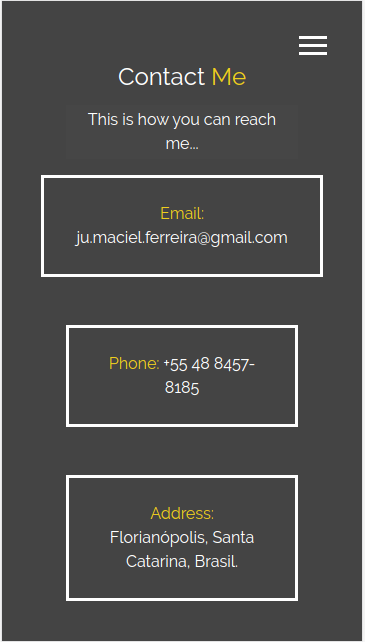 Contact Me
This is how you can reach
me...
Email:
ju.maciel.ferreira@gmail.com
Phone: +55 48 8457-
8185
Address:
Florianópolis, Santa
Catarina, Brasil.